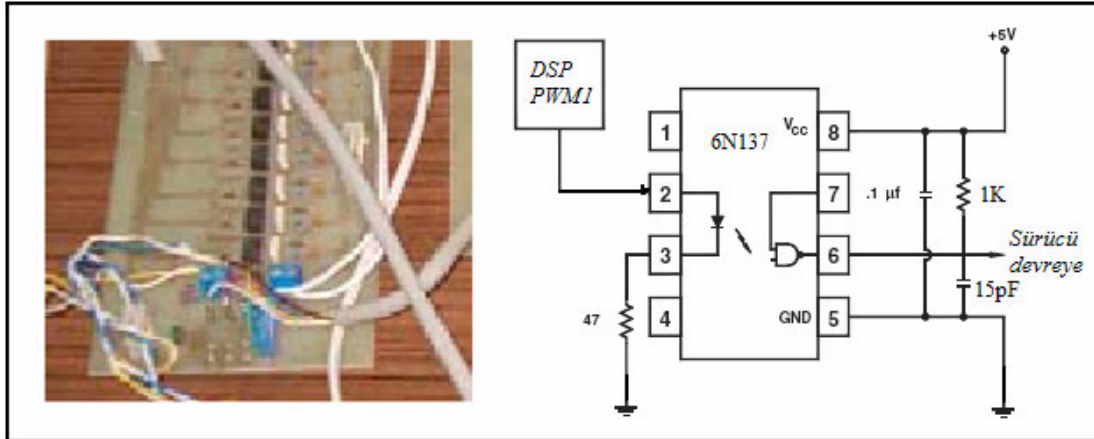 DSP
PWM1
+5V
6N137
1
2
3
4
V_CC
8
7
6
GND
5
.1 µf
1K
Sürücü
devreye
15pF
47